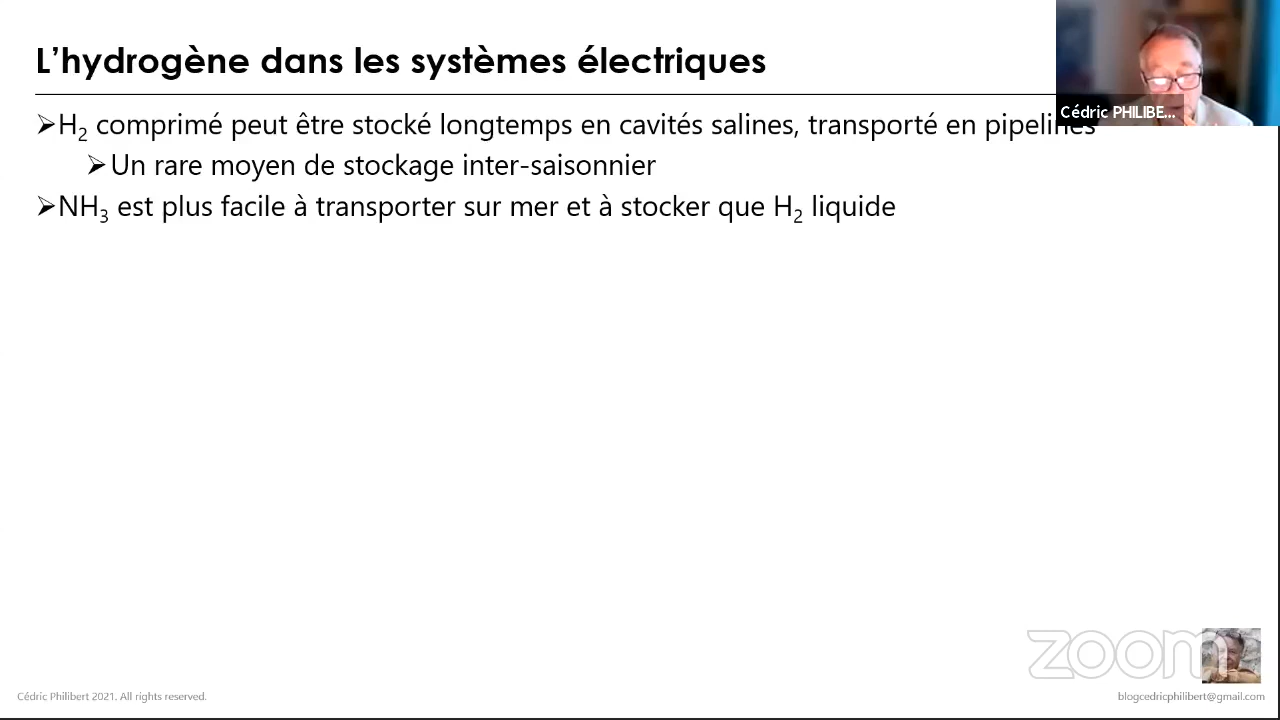 L’hydrogène dans les systèmes électriques
Cédric PHILIBE...
➢H₂ comprimé peut être stocké longtemps en cavités salines, transporté en pipelines
➢Un rare moyen de stockage inter-saisonnier
➢NH₃ est plus facile à transporter sur mer et à stocker que H₂ liquide
zoom
Cédric Philibert 2021. All rights reserved.
blogcedricphilibert@gmail.com